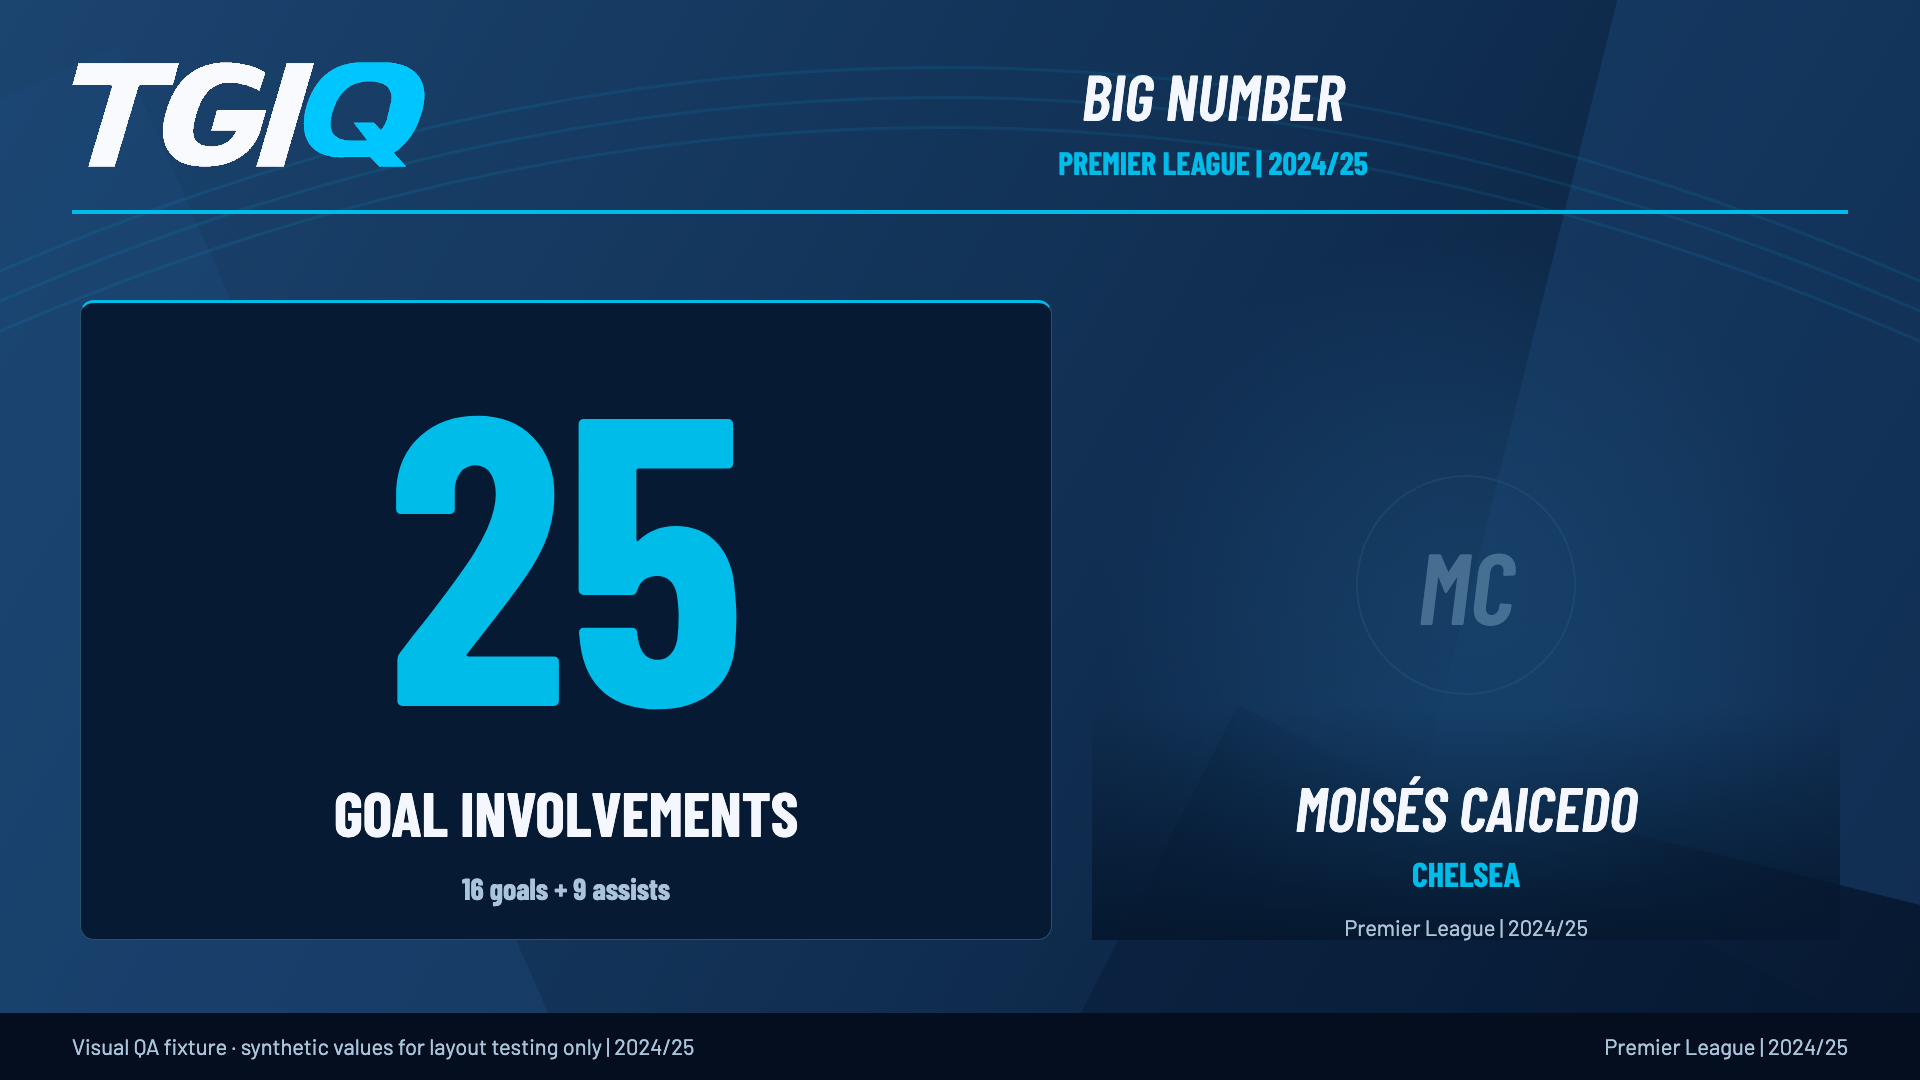 TGIQ
BIG NUMBER
PREMIER LEAGUE | 2024/25
25
GOAL INVOLVEMENTS
16 goals + 9 assists
MC
MOISÉS CAICEDO
CHELSEA
Premier League | 2024/25
Visual QA fixture · synthetic values for layout testing only | 2024/25
Premier League | 2024/25